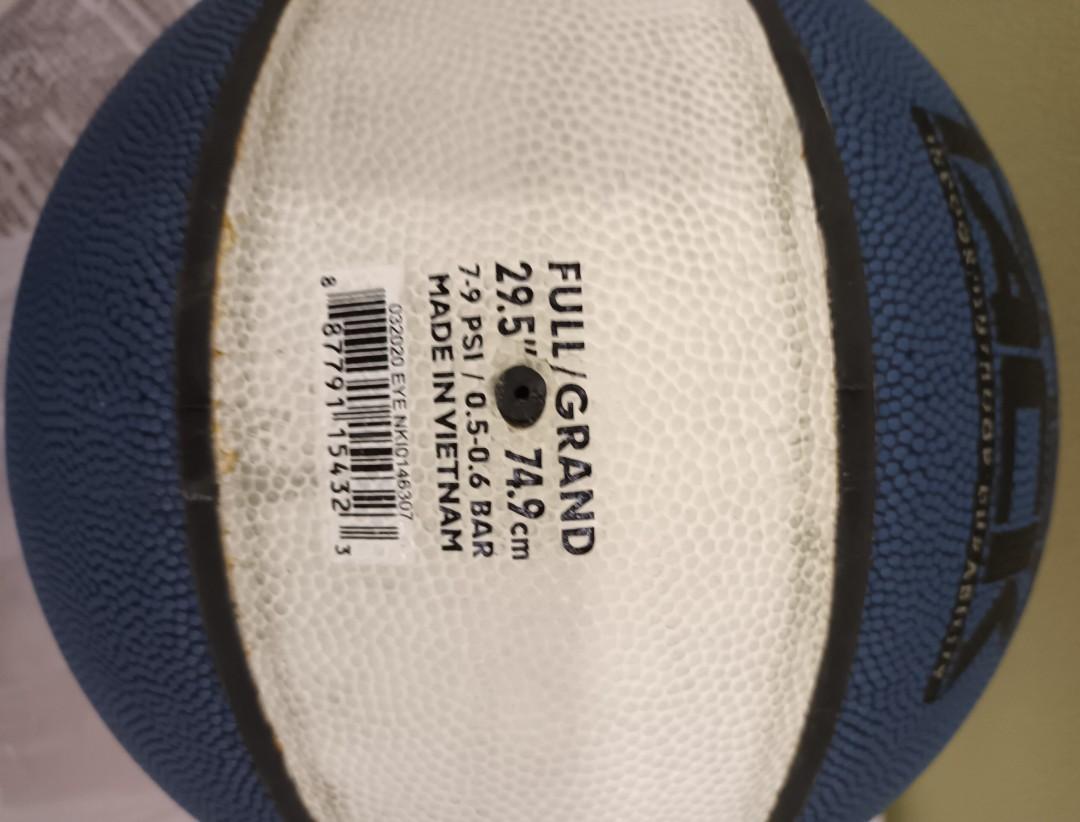 FULL/GRAND
29.5" 74.9cm
7-9 PSI / 0.5-0.6 BAR
MADE IN VIETNAM
032020 EYE NKI0146307
8 87791 15432 3